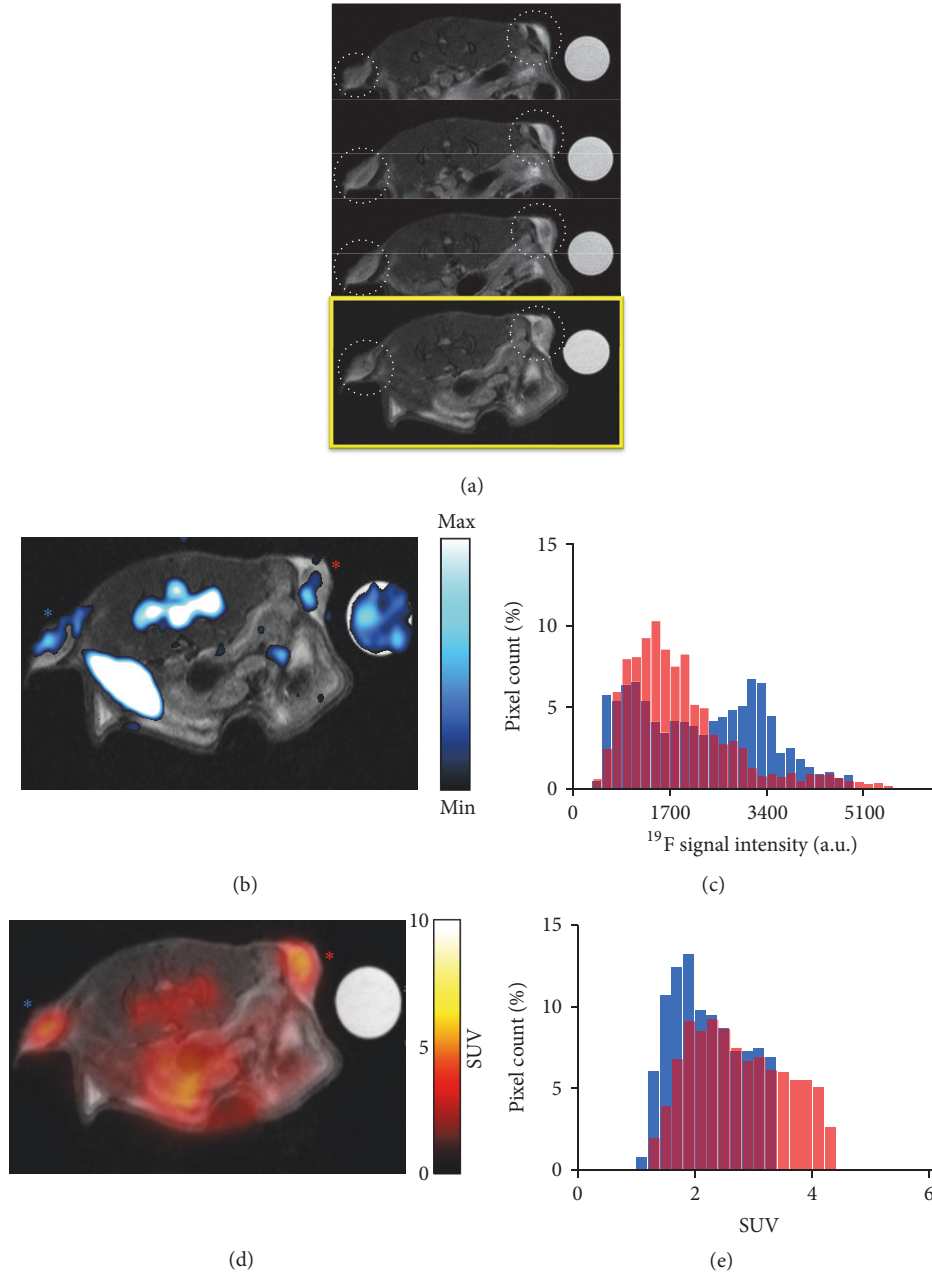 (a)
Max
Min
*
*
(b)
15
10
5
0
Pixel count (%)
0 1700 3400 5100
¹⁹F signal intensity (a.u.)
(c)
10
5
0
SUV
*
*
(d)
15
10
5
0
Pixel count (%)
0 2 4 6
SUV
(e)